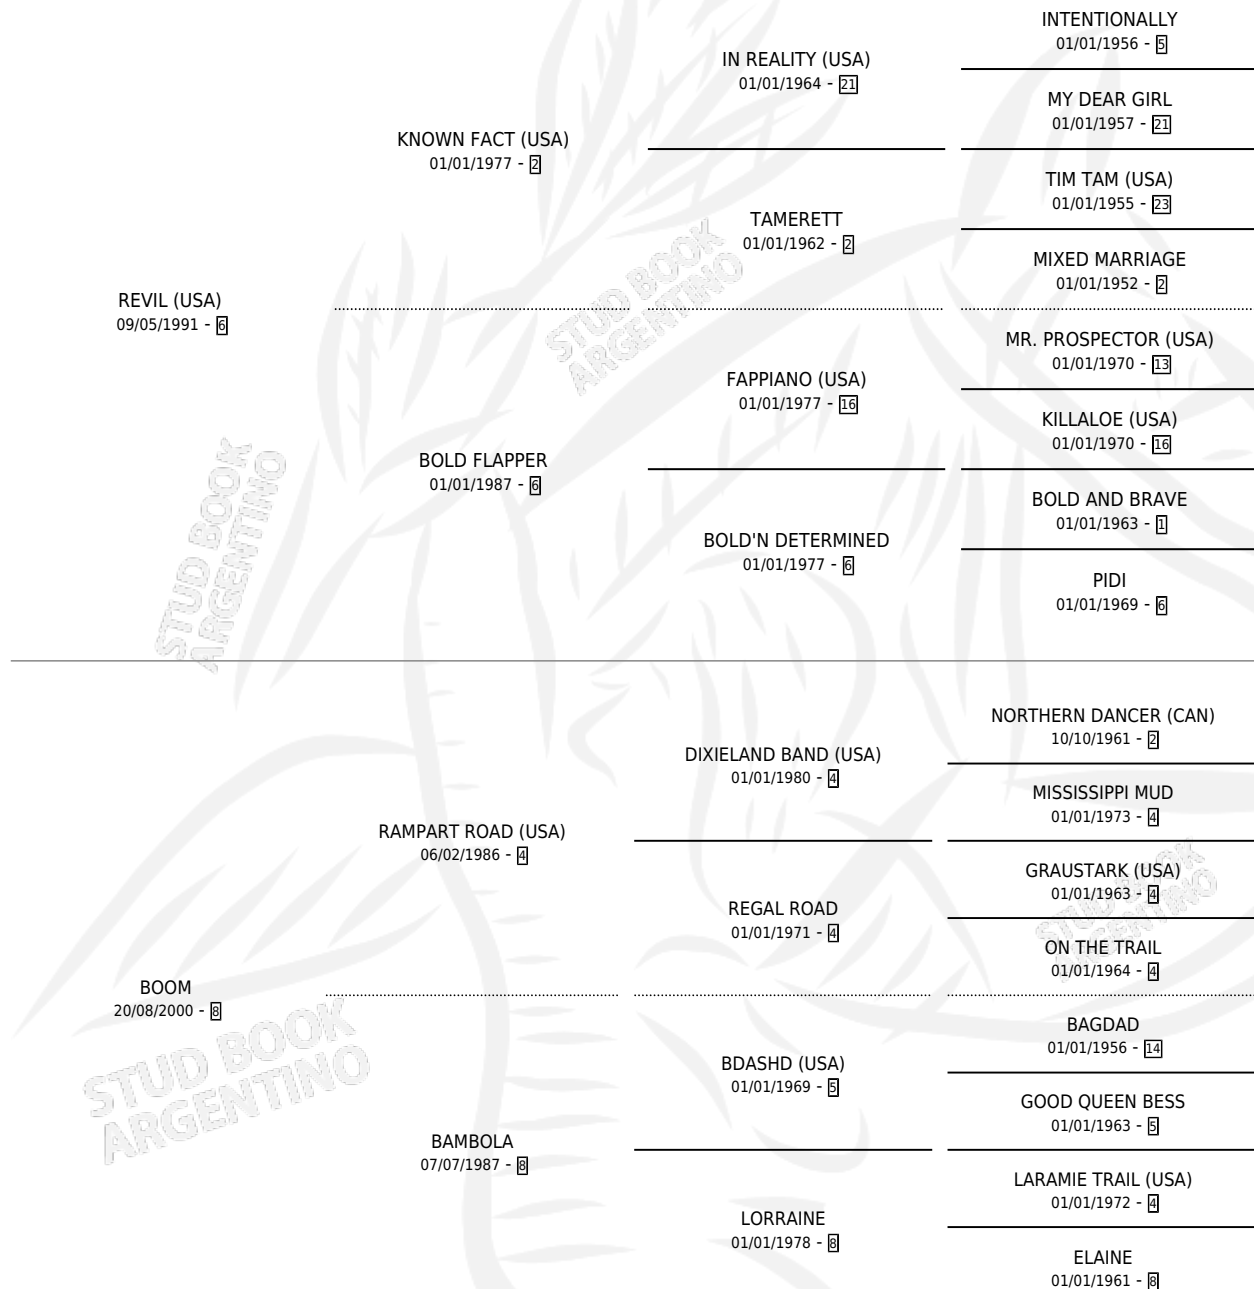 INTENTIONALLY
01/01/1956 - 5
IN REALITY (USA)
01/01/1964 - 21
MY DEAR GIRL
01/01/1957 - 21
KNOWN FACT (USA)
01/01/1977 - 2
TIM TAM (USA)
01/01/1955 - 23
TAMERETT
01/01/1962 - 2
MIXED MARRIAGE
01/01/1952 - 2
REVIL (USA)
09/05/1991 - 6
MR. PROSPECTOR (USA)
01/01/1970 - 13
FAPPIANO (USA)
01/01/1977 - 16
KILLALOE (USA)
01/01/1970 - 16
BOLD FLAPPER
01/01/1987 - 6
BOLD AND BRAVE
01/01/1963 - 1
BOLD'N DETERMINED
01/01/1977 - 6
PIDI
01/01/1969 - 6
NORTHERN DANCER (CAN)
10/10/1961 - 2
DIXIELAND BAND (USA)
01/01/1980 - 4
MISSISSIPPI MUD
01/01/1973 - 4
RAMPART ROAD (USA)
06/02/1986 - 4
GRAUSTARK (USA)
01/01/1963 - 4
REGAL ROAD
01/01/1971 - 4
ON THE TRAIL
01/01/1964 - 4
BOOM
20/08/2000 - 8
BAGDAD
01/01/1956 - 14
BDASHD (USA)
01/01/1969 - 5
GOOD QUEEN BESS
01/01/1963 - 5
BAMBOLA
07/07/1987 - 8
LARAMIE TRAIL (USA)
01/01/1972 - 4
LORRAINE
01/01/1978 - 8
ELAINE
01/01/1961 - 8
STUD BOOK
ARGENTINO
STUD BOOK
ARGENTINO
STUD BOOK
ARGENTINO
STUD BOOK
ARGENTINO